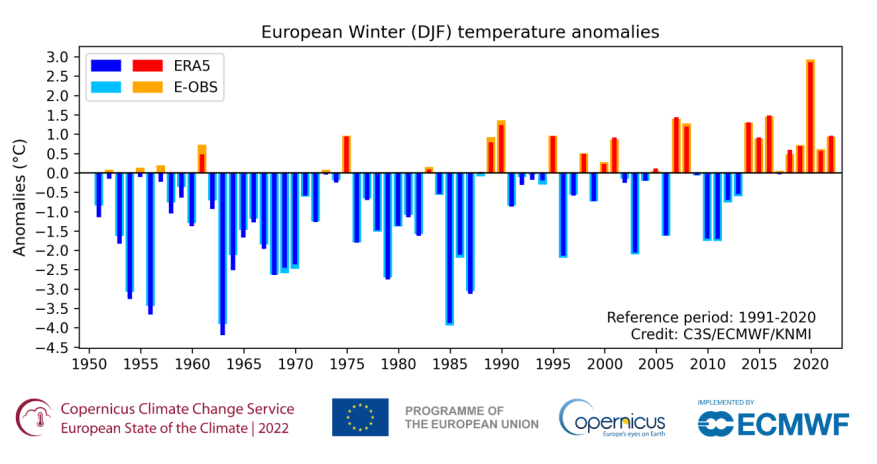 European Winter (DJF) temperature anomalies
3.0
2.5
2.0
1.5
1.0
0.5
0.0
−0.5
−1.0
−1.5
−2.0
−2.5
−3.0
−3.5
−4.0
−4.5
Anomalies (°C)
ERA5
E-OBS
Reference period: 1991-2020
Credit: C3S/ECMWF/KNMI
1950 1955 1960 1965 1970 1975 1980 1985 1990 1995 2000 2005 2010 2015 2020
Copernicus Climate Change Service
European State of the Climate | 2022
PROGRAMME OF
THE EUROPEAN UNION
Copernicus
Europe's eyes on Earth
IMPLEMENTED BY
ECMWF